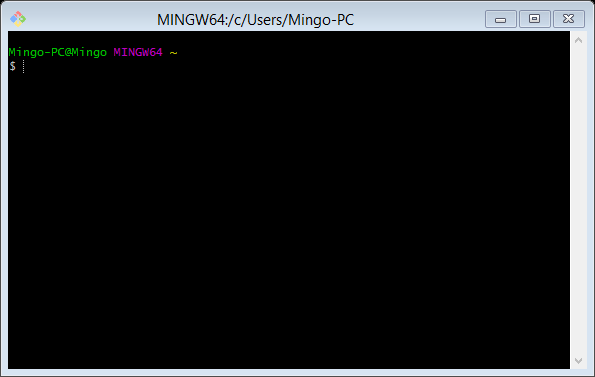 MINGW64:/c/Users/Mingo-PC
Mingo-PC@Mingo MINGW64 ~
$